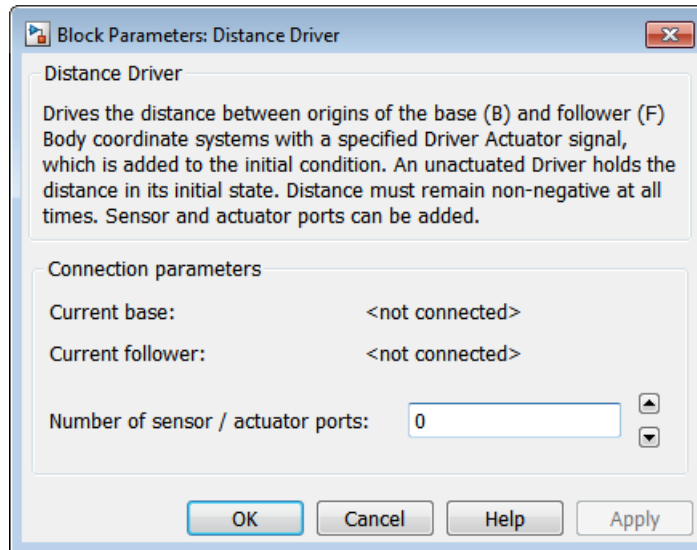 Block Parameters: Distance Driver
Distance Driver
Drives the distance between origins of the base (B) and follower (F)
Body coordinate systems with a specified Driver Actuator signal,
which is added to the initial condition. An unactuated Driver holds the
distance in its initial state. Distance must remain non-negative at all
times. Sensor and actuator ports can be added.
Connection parameters
Current base: <not connected>
Current follower: <not connected>
Number of sensor / actuator ports: 0
OK Cancel Help Apply